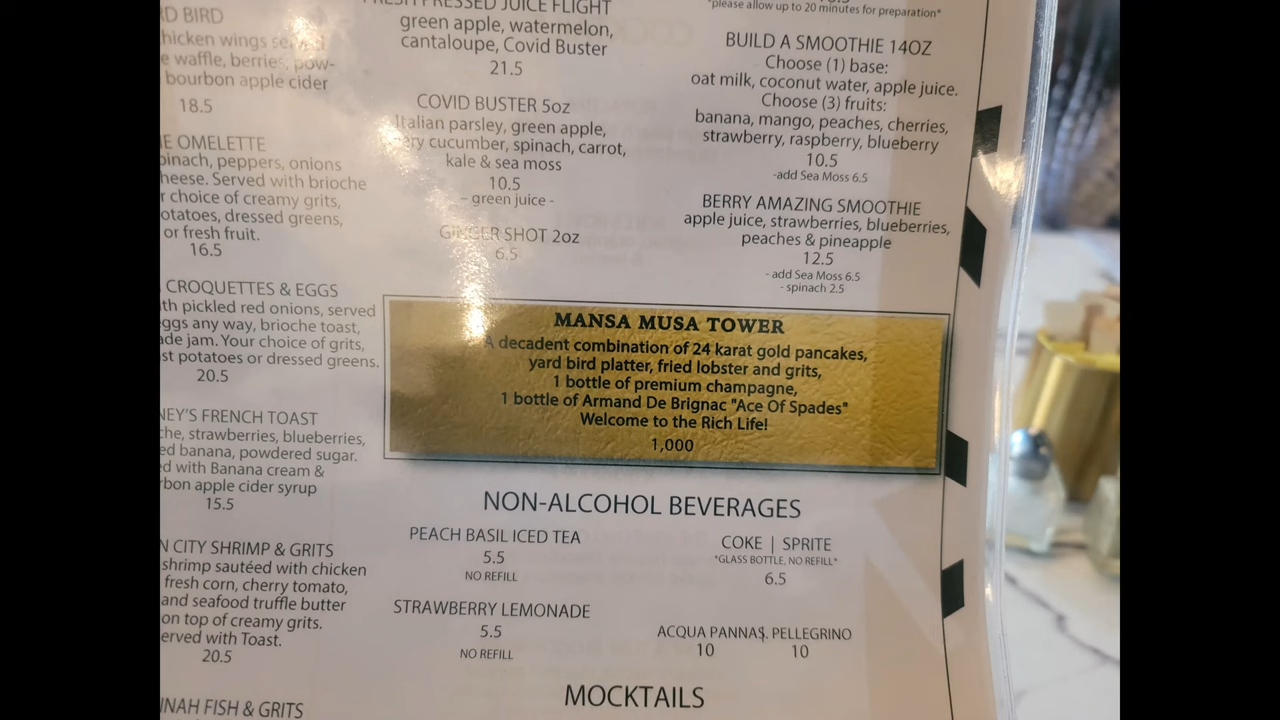 RD BIRD
hicken wings served
e waffle, berries, pow-
bourbon apple cider
18.5
E OMELETTE
pinach, peppers, onions
heese. Served with brioche
r choice of creamy grits,
otatoes, dressed greens,
or fresh fruit.
16.5
CROQUETTES & EGGS
th pickled red onions, served
eggs any way, brioche toast,
ade jam. Your choice of grits,
st potatoes or dressed greens.
20.5
NEY'S FRENCH TOAST
che, strawberries, blueberries,
ed banana, powdered sugar.
d with Banana cream &
rbon apple cider syrup
15.5
N CITY SHRIMP & GRITS
shrimp sautéed with chicken
fresh corn, cherry tomato,
and seafood truffle butter
on top of creamy grits.
erved with Toast.
20.5
NAH FISH & GRITS
FRESH PRESSED JUICE FLIGHT
green apple, watermelon,
cantaloupe, Covid Buster
21.5
COVID BUSTER 5oz
Italian parsley, green apple,
ery cucumber, spinach, carrot,
kale & sea moss
10.5
- green juice -
GINGER SHOT 2oz
6.5
*please allow up to 20 minutes for preparation*
BUILD A SMOOTHIE 14OZ
Choose (1) base:
oat milk, coconut water, apple juice.
Choose (3) fruits:
banana, mango, peaches, cherries,
strawberry, raspberry, blueberry
10.5
-add Sea Moss 6.5
BERRY AMAZING SMOOTHIE
apple juice, strawberries, blueberries,
peaches & pineapple
12.5
- add Sea Moss 6.5
- spinach 2.5
MANSA MUSA TOWER
A decadent combination of 24 karat gold pancakes,
yard bird platter, fried lobster and grits,
1 bottle of premium champagne,
1 bottle of Armand De Brignac "Ace Of Spades"
Welcome to the Rich Life!
1,000
NON-ALCOHOL BEVERAGES
PEACH BASIL ICED TEA
5.5
NO REFILL
STRAWBERRY LEMONADE
5.5
NO REFILL
COKE | SPRITE
*GLASS BOTTLE, NO REFILL*
6.5
ACQUA PANNA S. PELLEGRINO
10 10
MOCKTAILS